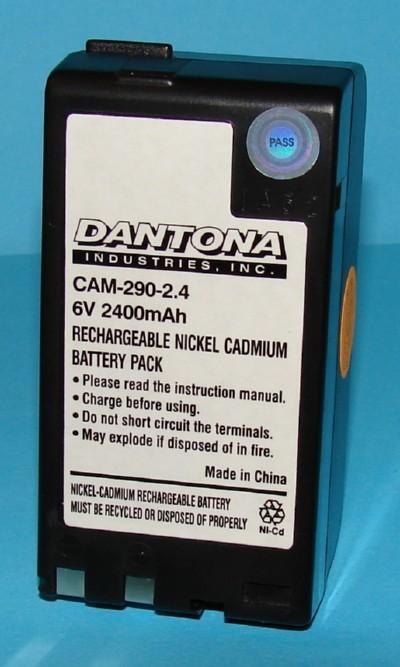 PASS
DANTONA
INDUSTRIES, INC.
CAM-290-2.4
6V 2400mAh
RECHARGEABLE NICKEL CADMIUM
BATTERY PACK
• Please read the instruction manual.
• Charge before using.
• Do not short circuit the terminals.
• May explode if disposed of in fire.
Made in China
NICKEL-CADMIUM RECHARGEABLE BATTERY
MUST BE RECYCLED OR DISPOSED OF PROPERLY
Ni-Cd